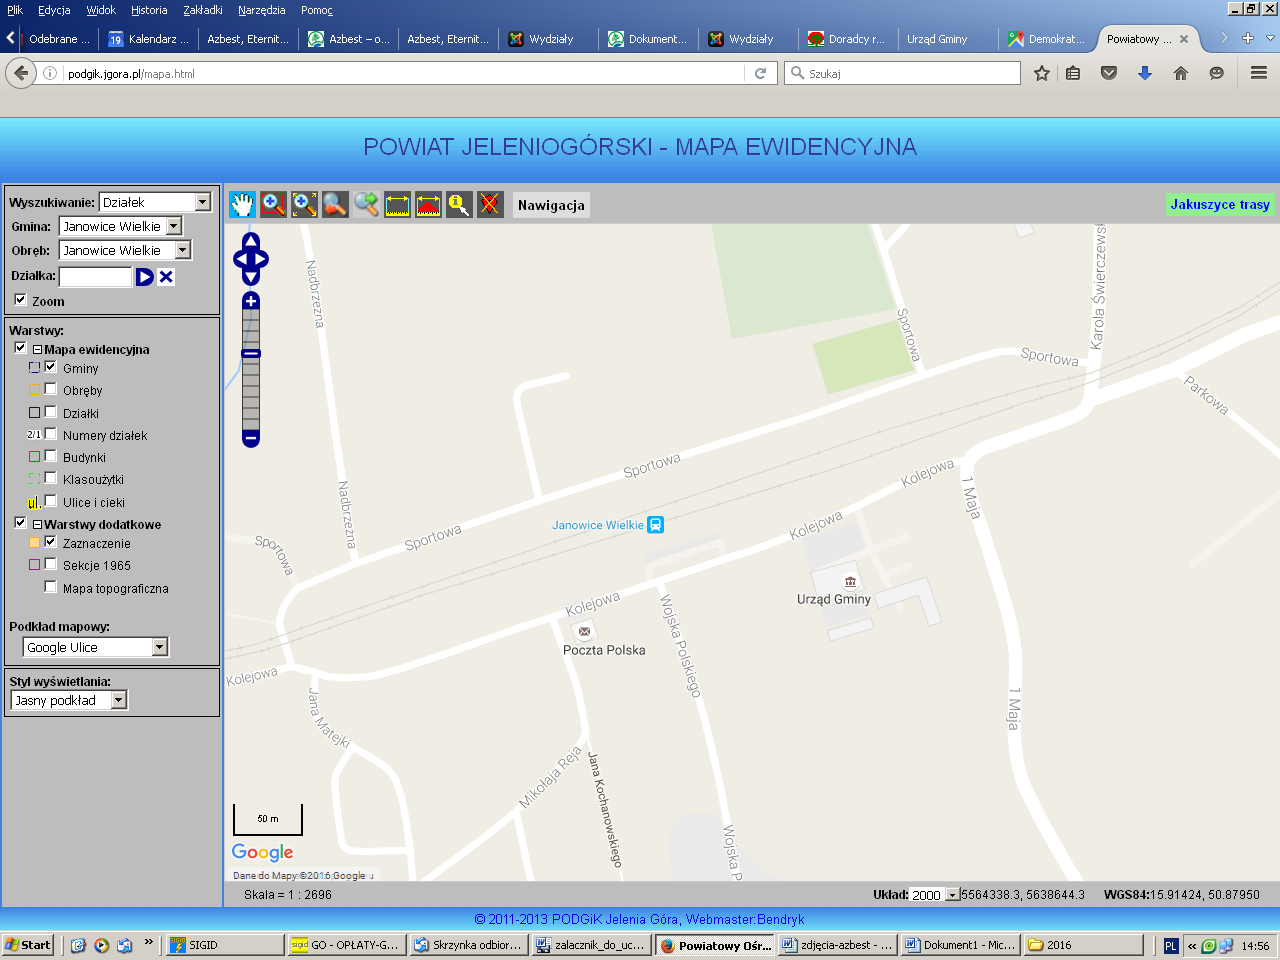 Plik Edycja Widok Historia Zakładki Narzędzia Pomoc
Odebrane ... Kalendarz ... Azbest, Eternit... Azbest – o... Azbest, Eternit... Wydziały Dokument... Wydziały Doradcy r... Urząd Gminy Demokrat... Powiatowy ...
podgik.jgora.pl/mapa.html Szukaj
POWIAT JELENIOGÓRSKI - MAPA EWIDENCYJNA
Wyszukiwanie: Działek
Gmina: Janowice Wielkie
Obręb: Janowice Wielkie
Działka:
Zoom
Nawigacja
Jakuszyce trasy
Warstwy:
Mapa ewidencyjna
Gminy
Obręby
Działki
2/1 Numery działek
Budynki
Klasoużytki
ul. Ulice i cieki
Warstwy dodatkowe
Zaznaczenie
Sekcje 1965
Mapa topograficzna
Podkład mapowy:
Google Ulice
Styl wyświetlania:
Jasny podkład
Nadbrzeżna
Sportowa
Karola Świerczewsk
Sportowa
Parkowa
Sportowa
Kolejowa
1 Maja
Nadbrzeżna
Janowice Wielkie
Kolejowa
Sportowa
Sportowa
Urząd Gminy
Kolejowa
Wojska Polskiego
Poczta Polska
Kolejowa
Jana Matejki
1 Maja
Mikołaja Reja
Jana Kochanowskiego
Wojska P
50 m
Google
Dane do Mapy ©2016 Google
Skala = 1 : 2696
Układ: 2000 5564338.3, 5638644.3 WGS84:15.91424, 50.87950
© 2011-2013 PODGiK Jelenia Góra, Webmaster:Bendryk
Start » SIGID GO - OPŁATY-G... Skrzynka odbior... zalacznik_do_uc... Powiatowy Ośr... zdjęcia-azbest - ... Dokument1 - Mic... 2016 PL « 14:56